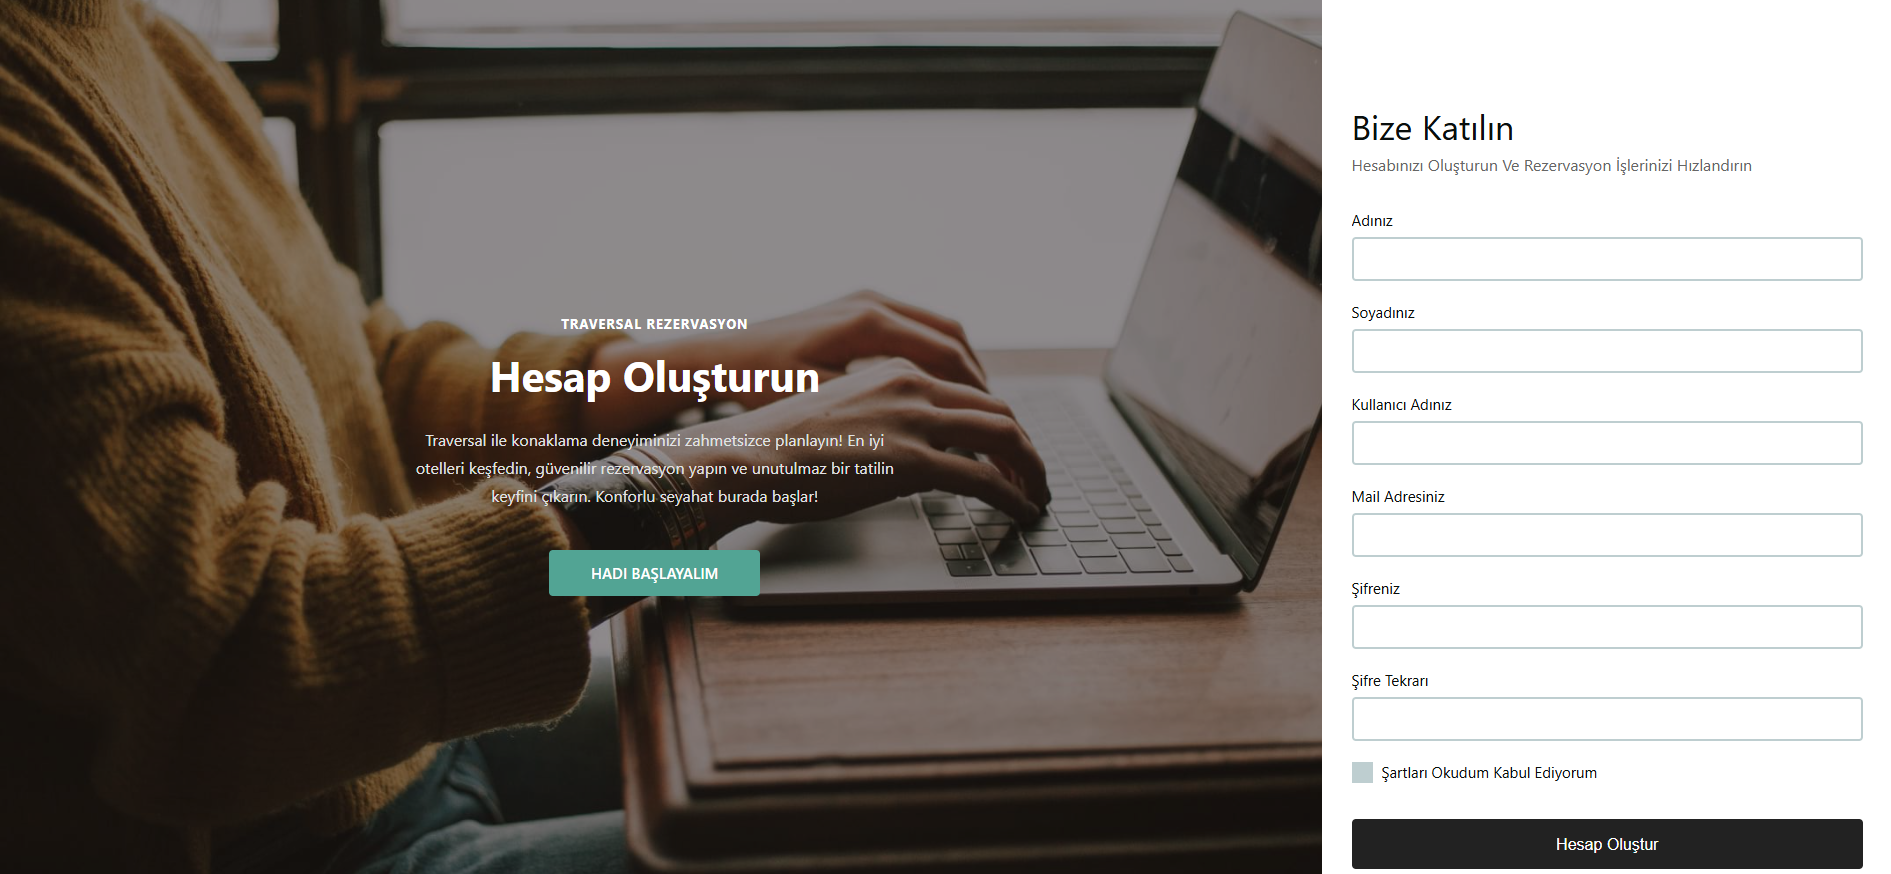 TRAVERSAL REZERVASYON
Hesap Oluşturun
Traversal ile konaklama deneyiminizi zahmetsizce planlayın! En iyi
otelleri keşfedin, güvenilir rezervasyon yapın ve unutulmaz bir tatilin
keyfini çıkarın. Konforlu seyahat burada başlar!
HADI BAŞLAYALIM
Bize Katılın
Hesabınızı Oluşturun Ve Rezervasyon İşlerinizi Hızlandırın
Adınız
Soyadınız
Kullanıcı Adınız
Mail Adresiniz
Şifreniz
Şifre Tekrarı
Şartları Okudum Kabul Ediyorum
Hesap Oluştur